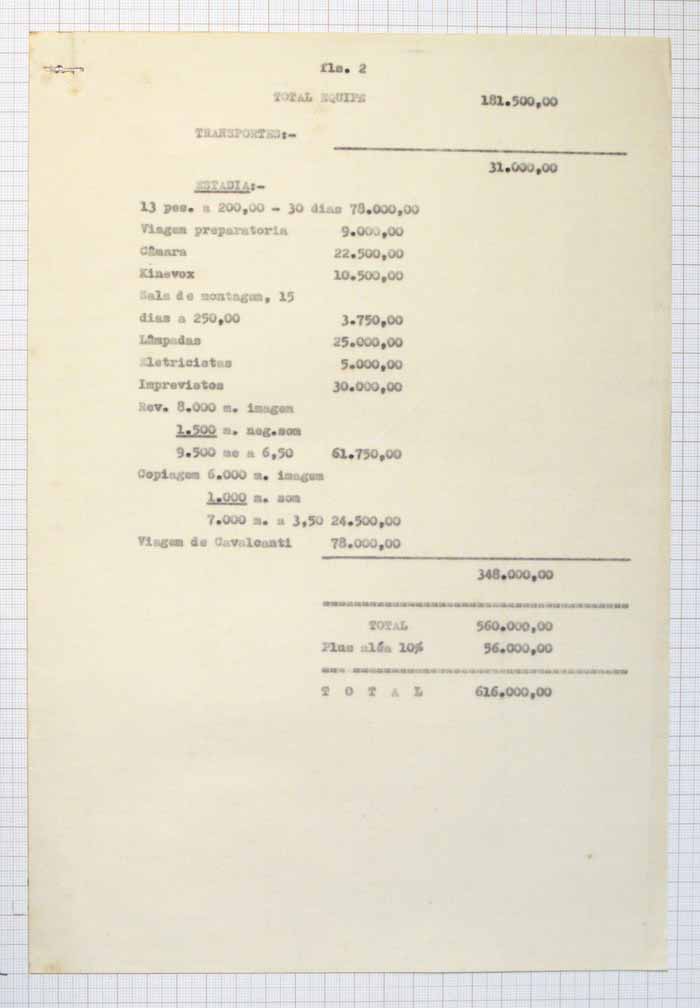 fls. 2
TOTAL EQUIPE 181.500,00
TRANSPORTES:-
31.000,00
ESTADIA:-
13 pes. a 200,00 - 30 dias 78.000,00
Viagem preparatoria 9.000,00
Câmara 22.500,00
Kinevox 10.500,00
Sala de montagem, 15
dias a 250,00 3.750,00
Lâmpadas 25.000,00
Eletricistas 5.000,00
Imprevistos 30.000,00
Rev. 8.000 m. imagem
1.500 m. neg.som
9.500 mc a 6,50 61.750,00
Copiagem 6.000 m. imagem
1.000 m. som
7.000 m. a 3,50 24.500,00
Viagem de Cavalcanti 78.000,00
348.000,00
TOTAL 560.000,00
Plus aléa 10% 56.000,00
T O T A L 616.000,00